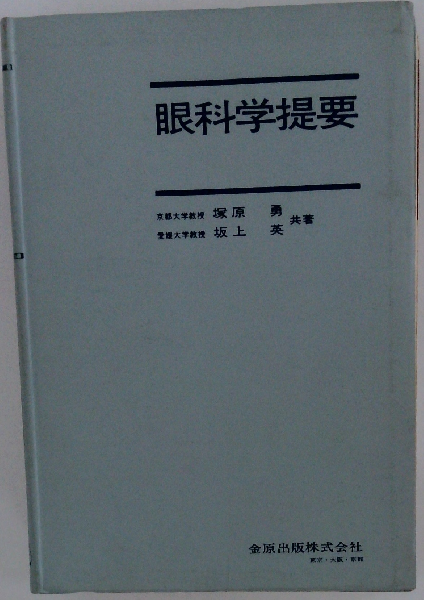 眼科学提要
京都大学教授 塚原 勇
愛媛大学教授 坂上 英
共著
金原出版株式会社
東京・大阪・京都